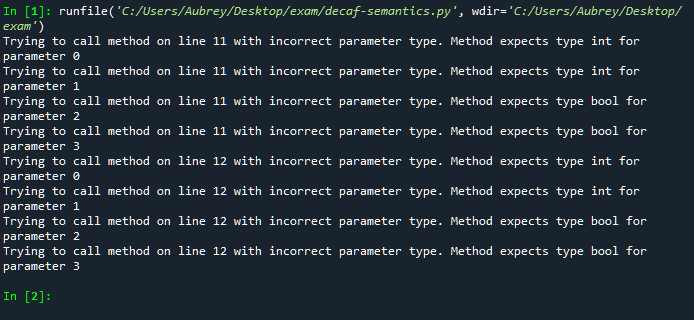 In [1]: runfile('C:/Users/Aubrey/Desktop/exam/decaf-semantics.py', wdir='C:/Users/Aubrey/Desktop/
exam')
Trying to call method on line 11 with incorrect parameter type. Method expects type int for
parameter 0
Trying to call method on line 11 with incorrect parameter type. Method expects type int for
parameter 1
Trying to call method on line 11 with incorrect parameter type. Method expects type bool for
parameter 2
Trying to call method on line 11 with incorrect parameter type. Method expects type bool for
parameter 3
Trying to call method on line 12 with incorrect parameter type. Method expects type int for
parameter 0
Trying to call method on line 12 with incorrect parameter type. Method expects type int for
parameter 1
Trying to call method on line 12 with incorrect parameter type. Method expects type bool for
parameter 2
Trying to call method on line 12 with incorrect parameter type. Method expects type bool for
parameter 3
In [2]: